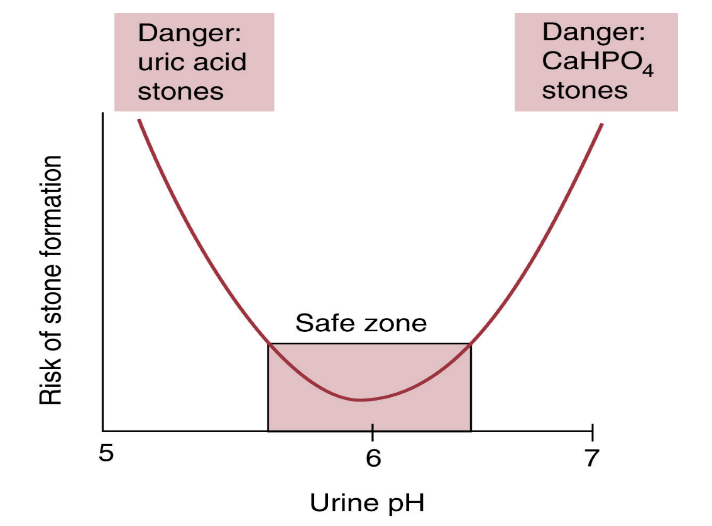 Danger:
uric acid
stones
Danger:
CaHPO₄
stones
Risk of stone formation
Safe zone
5
6
7
Urine pH